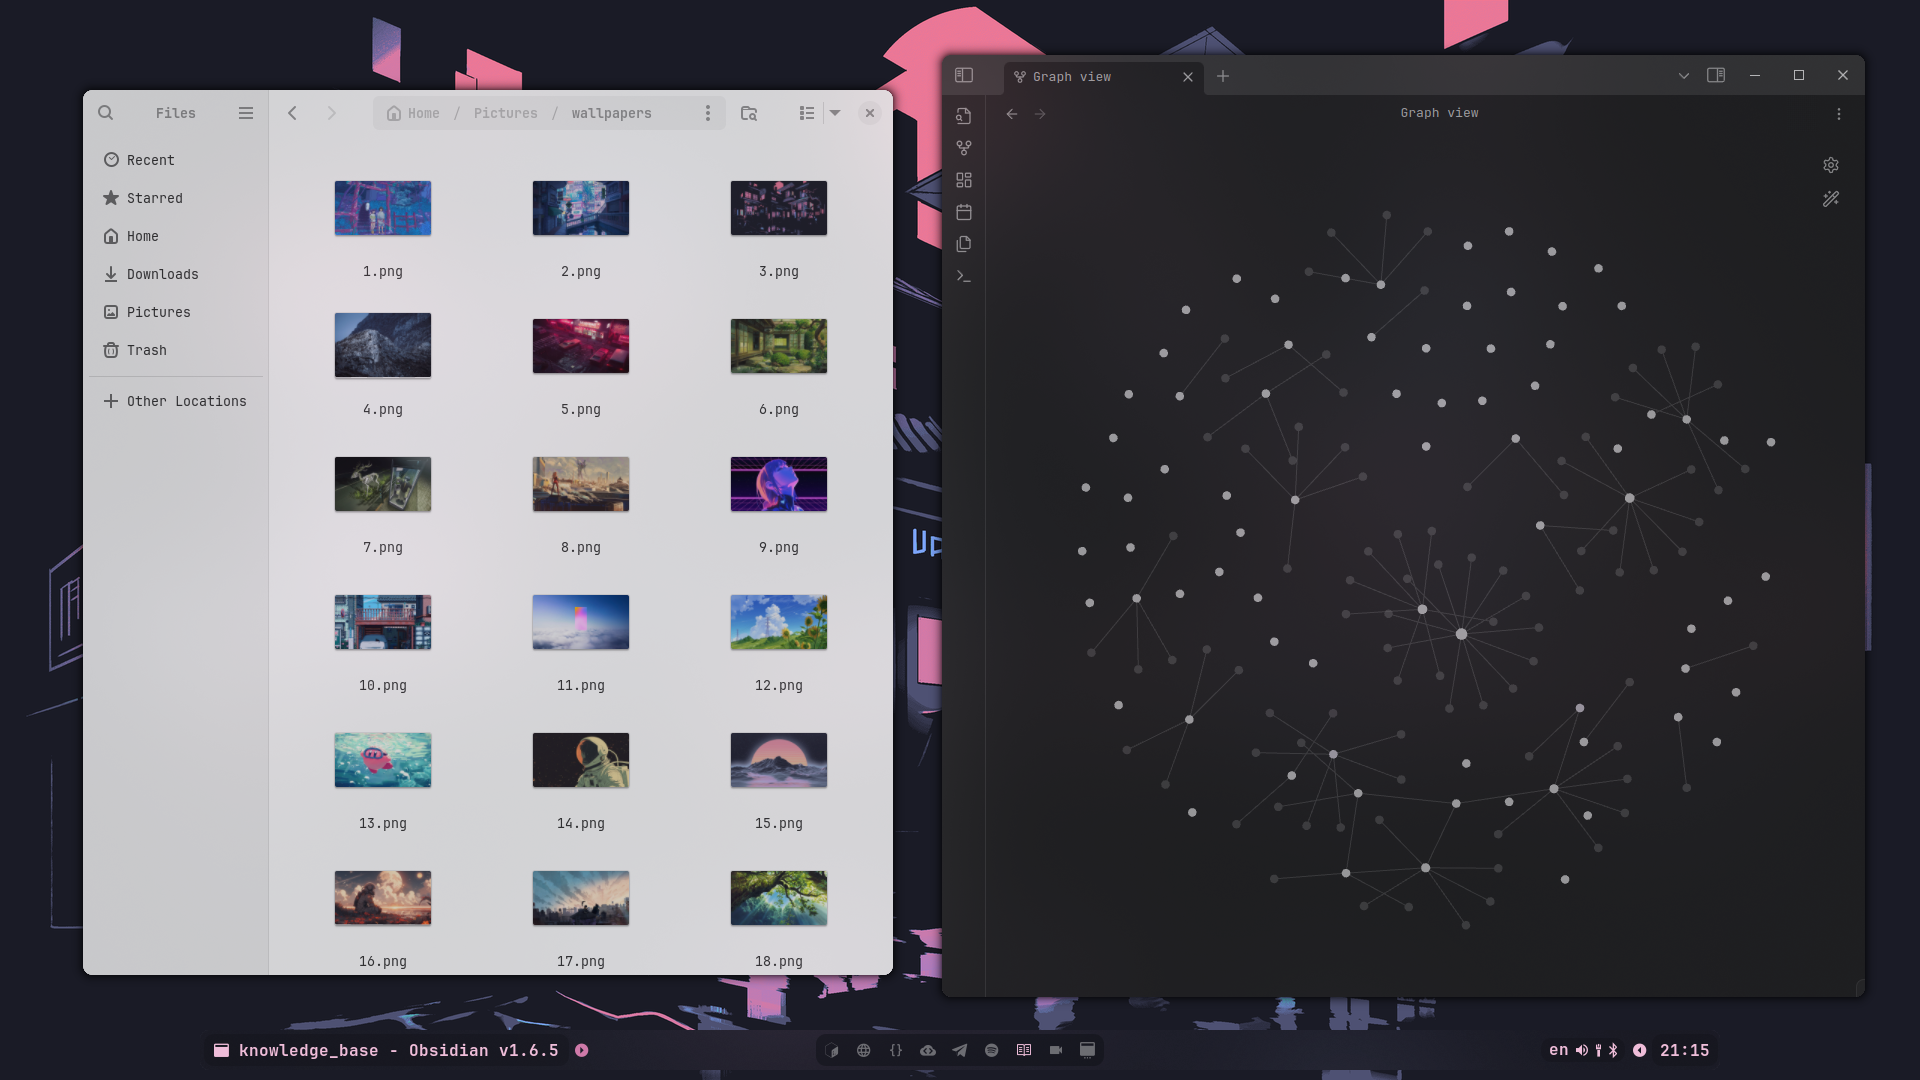 Files
Home / Pictures / wallpapers
Recent
Starred
Home
Downloads
Pictures
Trash
Other Locations
1.png
2.png
3.png
4.png
5.png
6.png
7.png
8.png
9.png
10.png
11.png
12.png
13.png
14.png
15.png
16.png
17.png
18.png
Graph view
Graph view
Up
knowledge_base - Obsidian v1.6.5
en
21:15